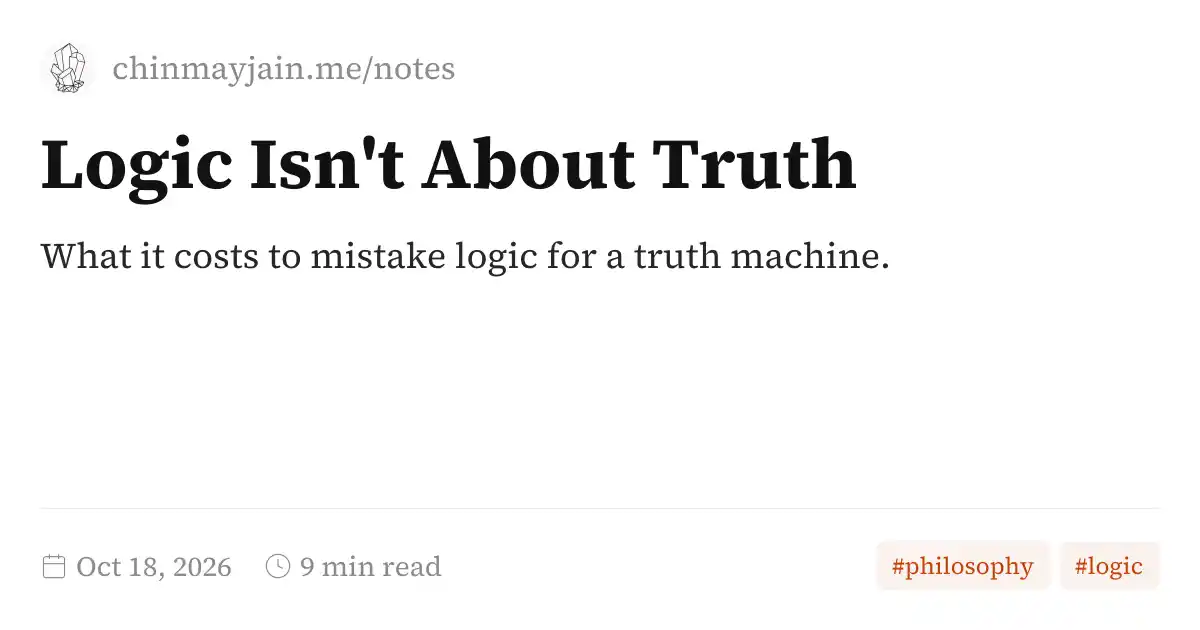 chinmayjain.me/notes
Logic Isn't About Truth
What it costs to mistake logic for a truth machine.
Oct 18, 2026 9 min read #philosophy #logic